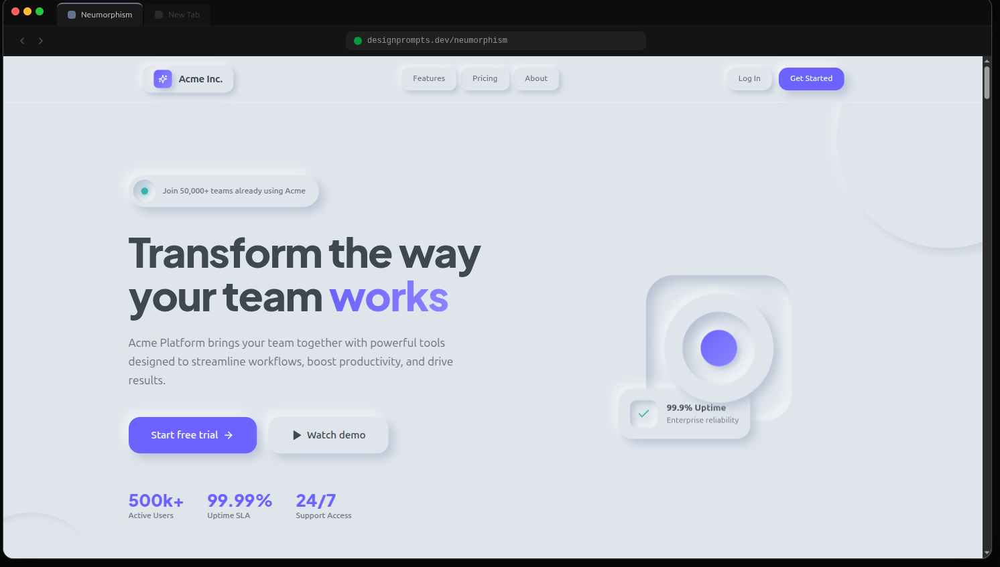 Neumorphism
New Tab
designprompts.dev/neumorphism
Acme Inc.
Features
Pricing
About
Log In
Get Started
Join 50,000+ teams already using Acme
Transform the way
your team works
Acme Platform brings your team together with powerful tools
designed to streamline workflows, boost productivity, and drive
results.
99.9% Uptime
Enterprise reliability
Start free trial
Watch demo
500k+
Active Users
99.99%
Uptime SLA
24/7
Support Access